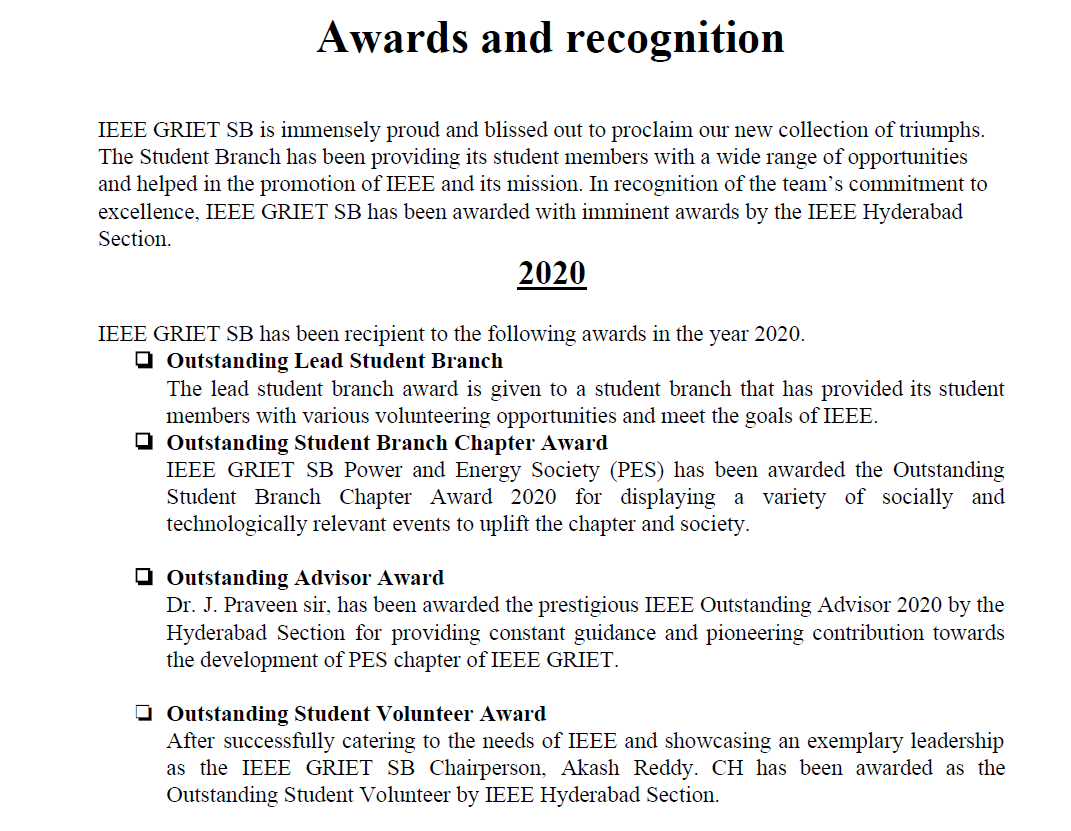 Awards and recognition
IEEE GRIET SB is immensely proud and blissed out to proclaim our new collection of triumphs.
The Student Branch has been providing its student members with a wide range of opportunities
and helped in the promotion of IEEE and its mission. In recognition of the team’s commitment to
excellence, IEEE GRIET SB has been awarded with imminent awards by the IEEE Hyderabad
Section.
2020
IEEE GRIET SB has been recipient to the following awards in the year 2020.
❑ Outstanding Lead Student Branch
The lead student branch award is given to a student branch that has provided its student
members with various volunteering opportunities and meet the goals of IEEE.
❑ Outstanding Student Branch Chapter Award
IEEE GRIET SB Power and Energy Society (PES) has been awarded the Outstanding
Student Branch Chapter Award 2020 for displaying a variety of socially and
technologically relevant events to uplift the chapter and society.
❑ Outstanding Advisor Award
Dr. J. Praveen sir, has been awarded the prestigious IEEE Outstanding Advisor 2020 by the
Hyderabad Section for providing constant guidance and pioneering contribution towards
the development of PES chapter of IEEE GRIET.
❑ Outstanding Student Volunteer Award
After successfully catering to the needs of IEEE and showcasing an exemplary leadership
as the IEEE GRIET SB Chairperson, Akash Reddy. CH has been awarded as the
Outstanding Student Volunteer by IEEE Hyderabad Section.